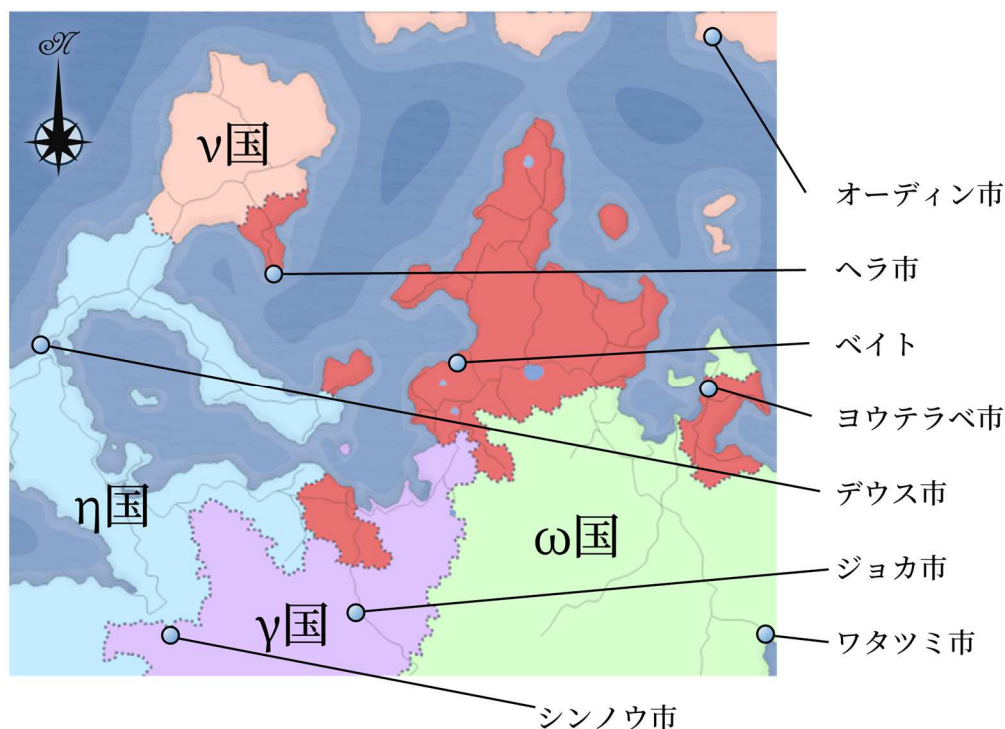 N
ν国
オーディン市
ヘラ市
ベイト
ヨウテラベ市
デウス市
η国
ω国
ジョカ市
γ国
ワタツミ市
シンノウ市